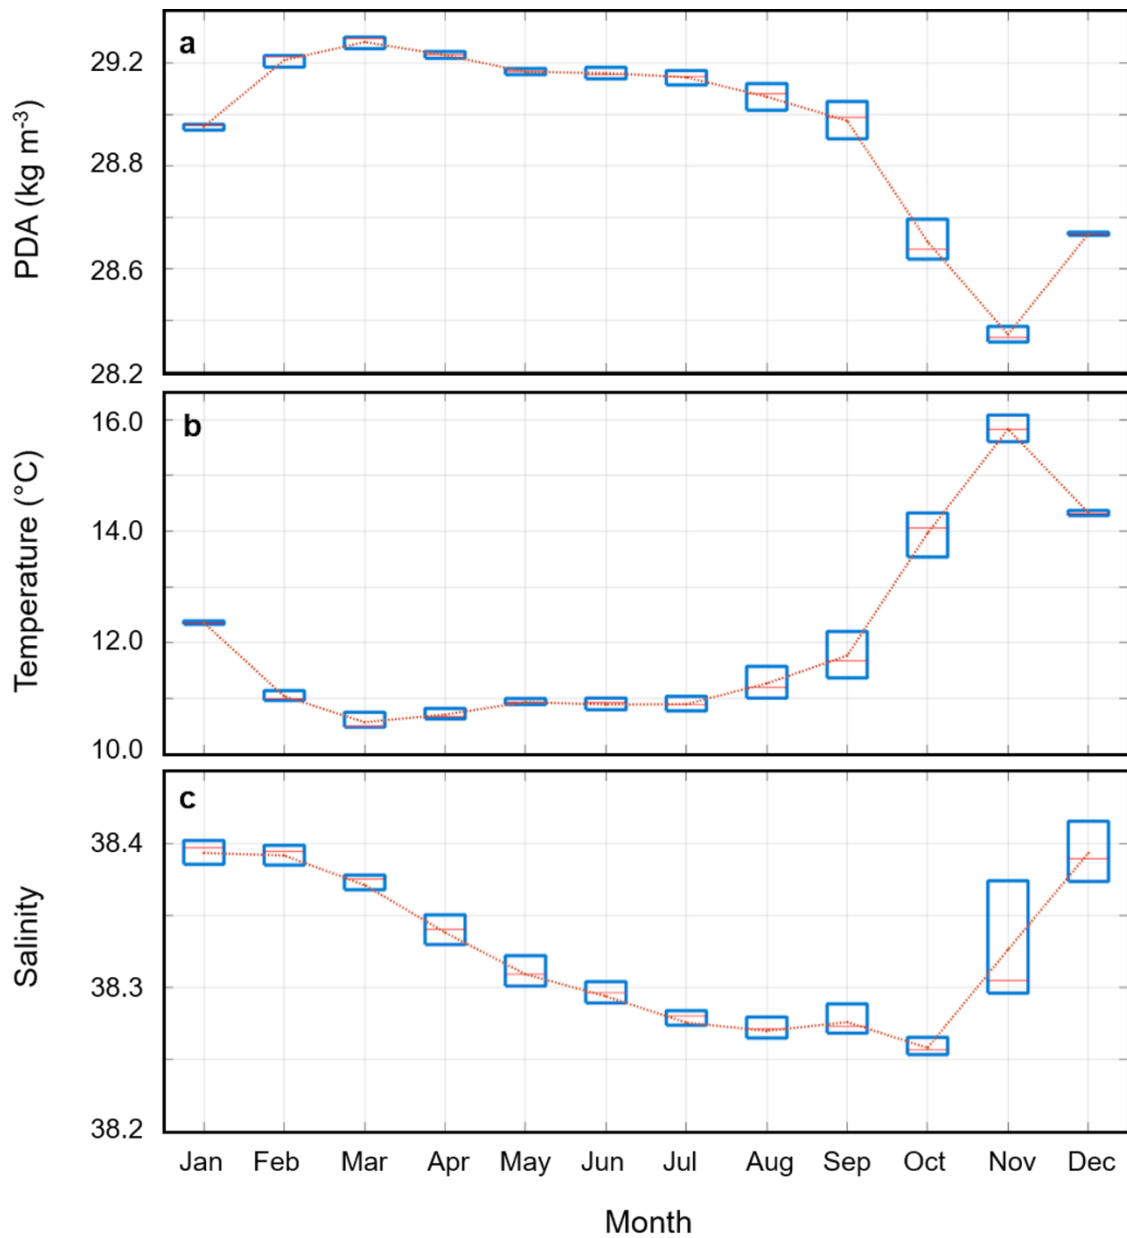 a
29.2
28.8
28.6
28.2
PDA (kg m⁻³)
b
16.0
14.0
12.0
10.0
Temperature (°C)
c
38.4
38.3
38.2
Salinity
Jan Feb Mar Apr May Jun Jul Aug Sep Oct Nov Dec
Month